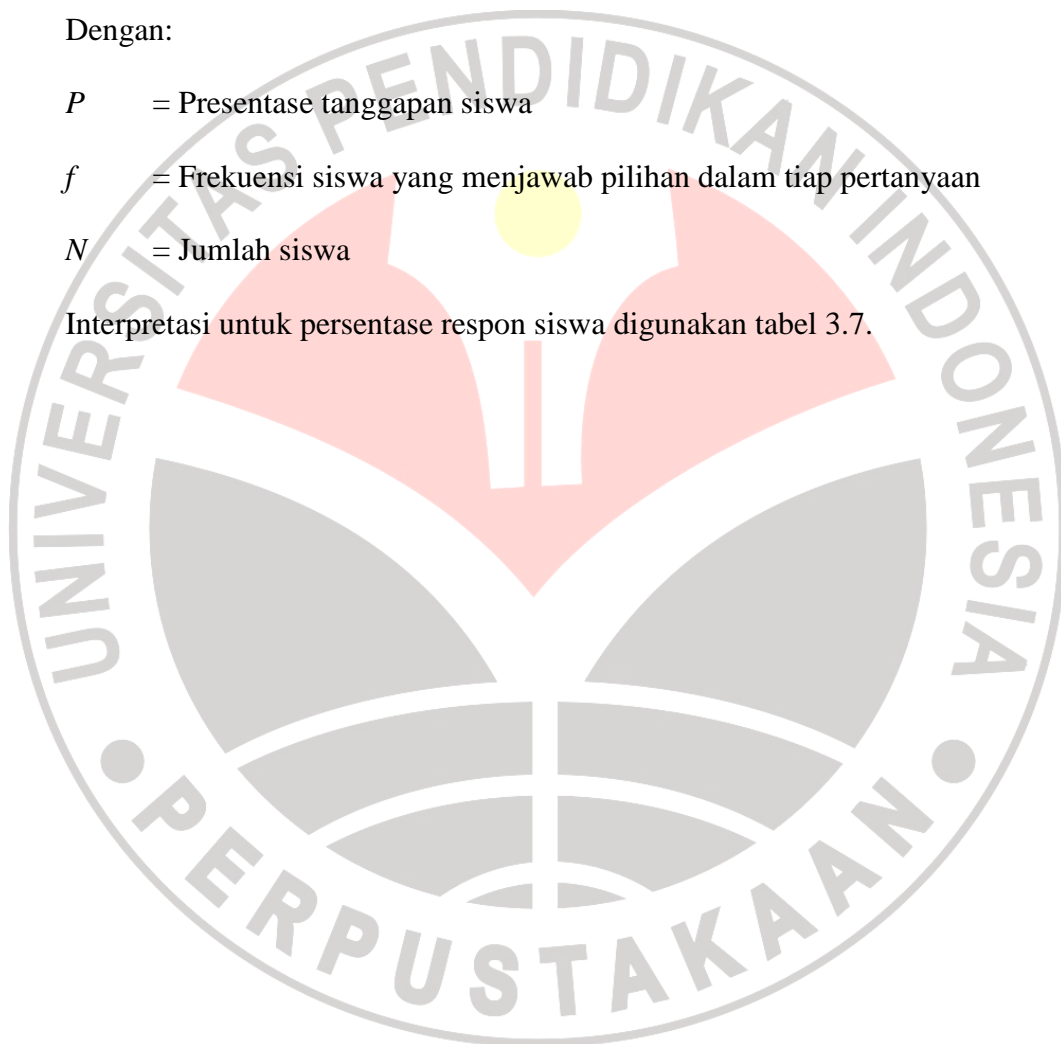 Dengan:
P = Presentase tanggapan siswa
f = Frekuensi siswa yang menjawab pilihan dalam tiap pertanyaan
N = Jumlah siswa
Interpretasi untuk persentase respon siswa digunakan tabel 3.7.
UNIVERSITAS PENDIDIKAN INDONESIA
PERPUSTAKAAN